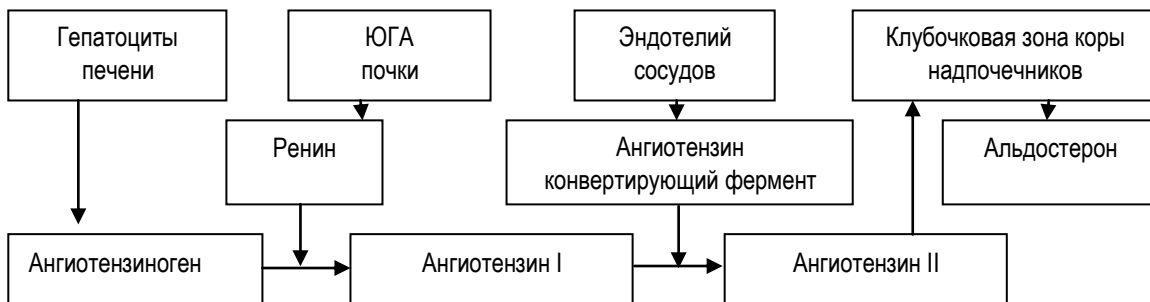 Гепатоциты
печени
ЮГА
почки
Эндотелий
сосудов
Клубочковая зона коры
надпочечников
Ренин
Ангиотензин
конвертирующий фермент
Альдостерон
Ангиотензиноген
Ангиотензин I
Ангиотензин II